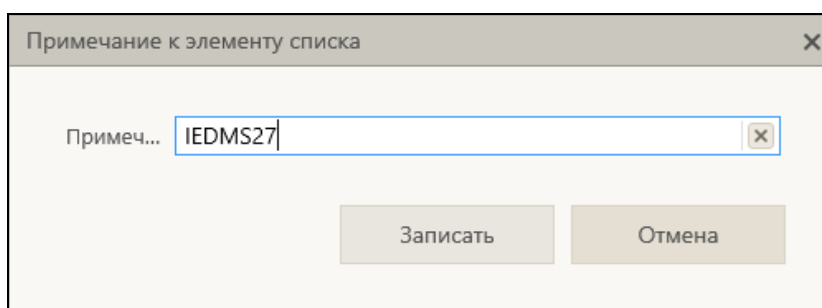 Примечание к элементу списка
Примеч... IEDMS27
Записать Отмена